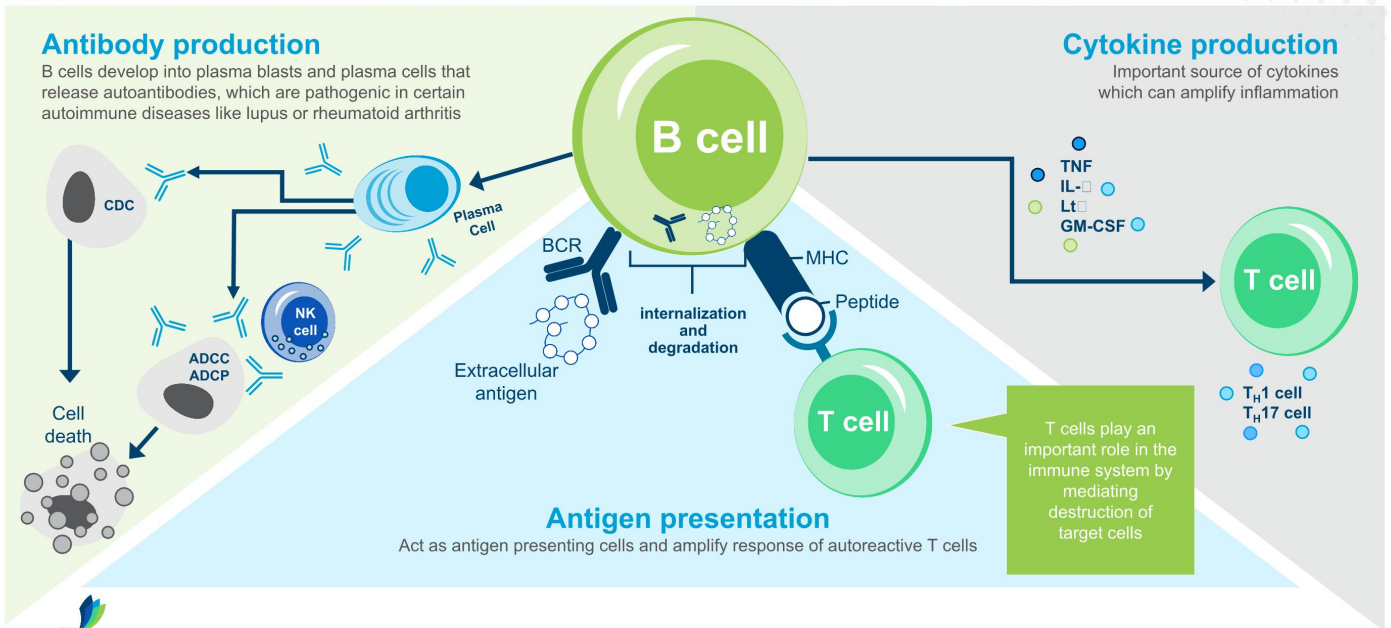 Antibody production
B cells develop into plasma blasts and plasma cells that
release autoantibodies, which are pathogenic in certain
autoimmune diseases like lupus or rheumatoid arthritis
B cell
Cytokine production
Important source of cytokines
which can amplify inflammation
CDC
Plasma
Cell
TNF
IL-□
Lt□
GM-CSF
T cell
TH1 cell
TH17 cell
NK
cell
ADCC
ADCP
Cell
death
BCR
Extracellular
antigen
internalization
and
degradation
MHC
Peptide
T cell
T cells play an
important role in the
immune system by
mediating
destruction of
target cells
Antigen presentation
Act as antigen presenting cells and amplify response of autoreactive T cells